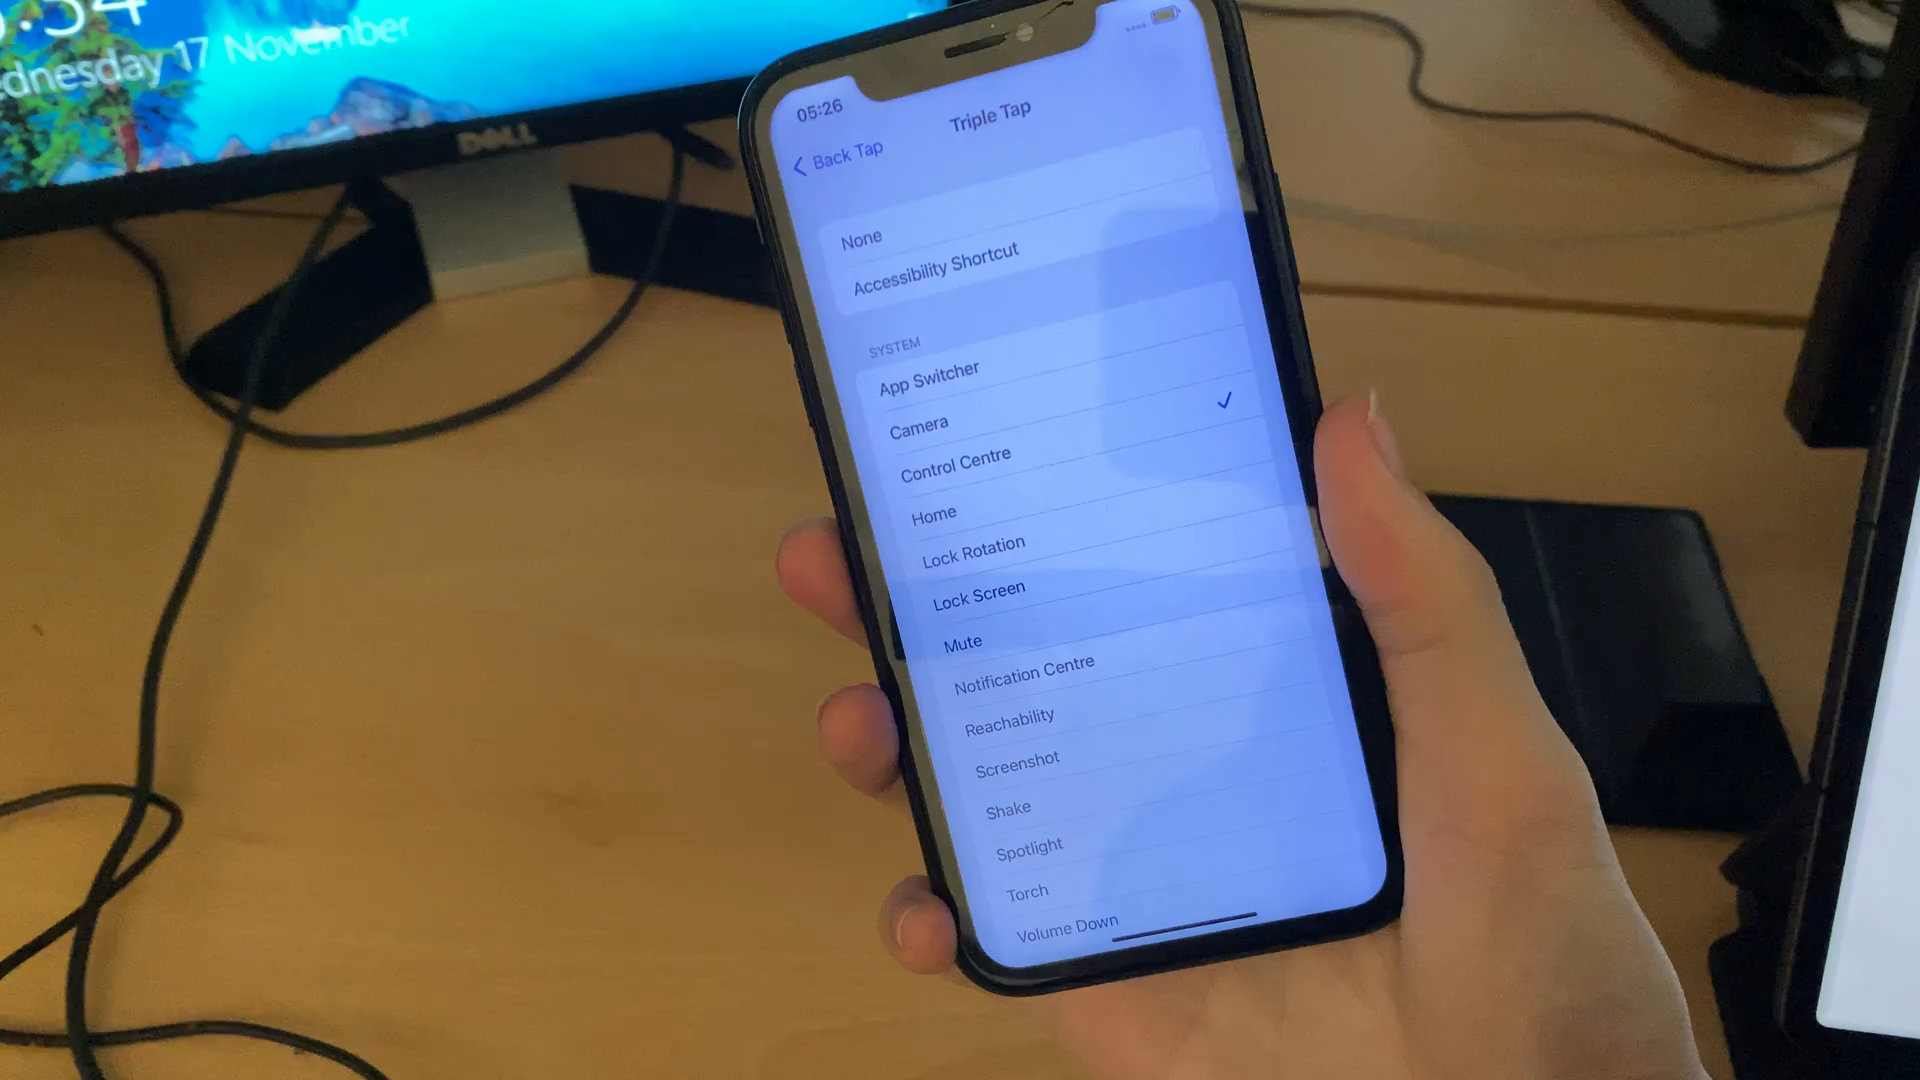 :54
dnesday 17 November
DELL
05:26
Back Tap
Triple Tap
None
Accessibility Shortcut
SYSTEM
App Switcher
Camera
Control Centre
Home
Lock Rotation
Lock Screen
Mute
Notification Centre
Reachability
Screenshot
Shake
Spotlight
Torch
Volume Down